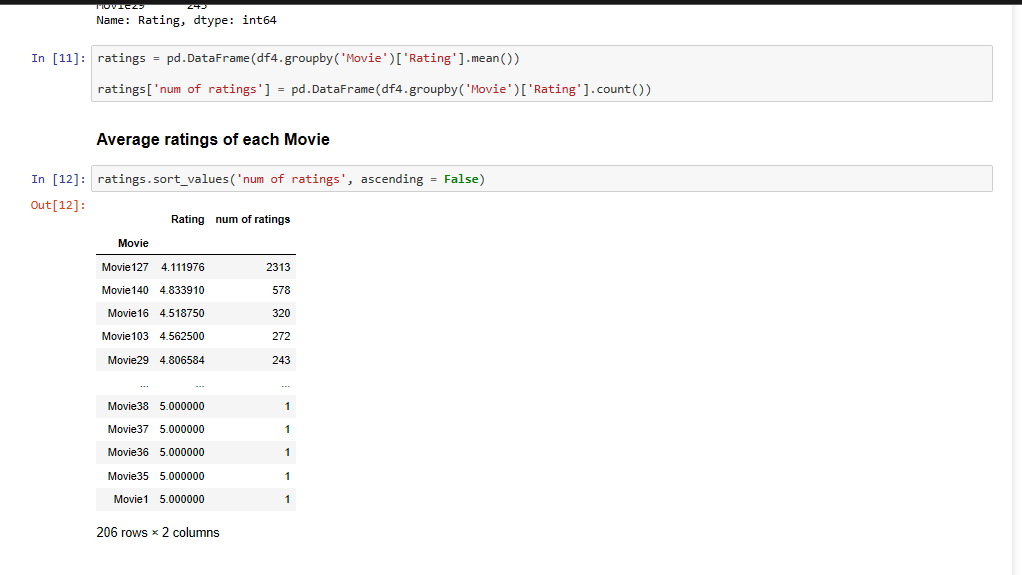 Movie29 243
Name: Rating, dtype: int64
In [11]: ratings = pd.DataFrame(df4.groupby('Movie')['Rating'].mean())
ratings['num of ratings'] = pd.DataFrame(df4.groupby('Movie')['Rating'].count())
Average ratings of each Movie
In [12]: ratings.sort_values('num of ratings', ascending = False)
Out[12]:
Rating num of ratings
Movie
Movie127 4.111976 2313
Movie140 4.833910 578
Movie16 4.518750 320
Movie103 4.562500 272
Movie29 4.806584 243
... ... ...
Movie38 5.000000 1
Movie37 5.000000 1
Movie36 5.000000 1
Movie35 5.000000 1
Movie1 5.000000 1
206 rows × 2 columns